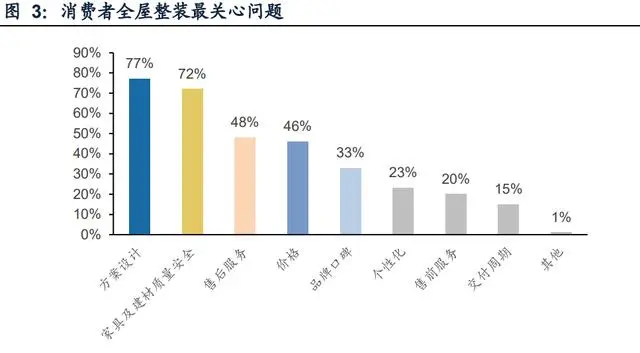 图 3：消费者全屋整装最关心问题
90%
80%
70%
60%
50%
40%
30%
20%
10%
0%
77%
72%
48%
46%
33%
23%
20%
15%
1%
方案设计
家具及建材质量安全
售后服务
价格
品牌口碑
个性化
售前服务
交付周期
其他